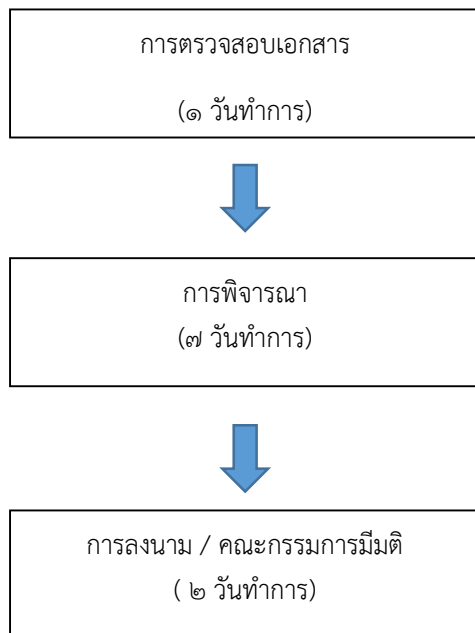 การตรวจสอบเอกสาร
(๑ วันทำการ)
การพิจารณา
(๗ วันทำการ)
การลงนาม / คณะกรรมการมีมติ
( ๒ วันทำการ)